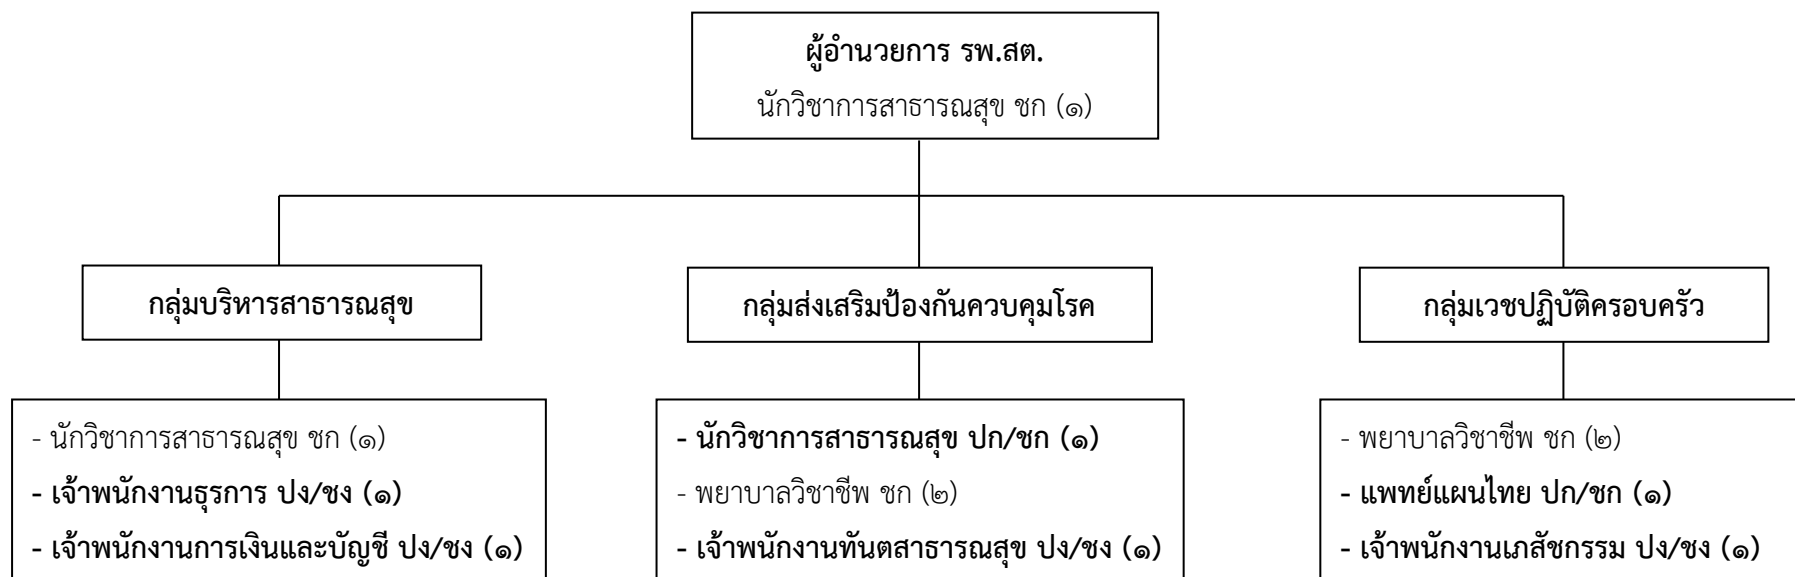 ผู้อำนวยการ รพ.สต.
นักวิชาการสาธารณสุข ชก (๑)
กลุ่มบริหารสาธารณสุข
- นักวิชาการสาธารณสุข ชก (๑)
- เจ้าพนักงานธุรการ ปง/ชง (๑)
- เจ้าพนักงานการเงินและบัญชี ปง/ชง (๑)
กลุ่มส่งเสริมป้องกันควบคุมโรค
- นักวิชาการสาธารณสุข ปก/ชก (๑)
- พยาบาลวิชาชีพ ชก (๒)
- เจ้าพนักงานทันตสาธารณสุข ปง/ชง (๑)
กลุ่มเวชปฏิบัติครอบครัว
- พยาบาลวิชาชีพ ชก (๒)
- แพทย์แผนไทย ปก/ชก (๑)
- เจ้าพนักงานเภสัชกรรม ปง/ชง (๑)